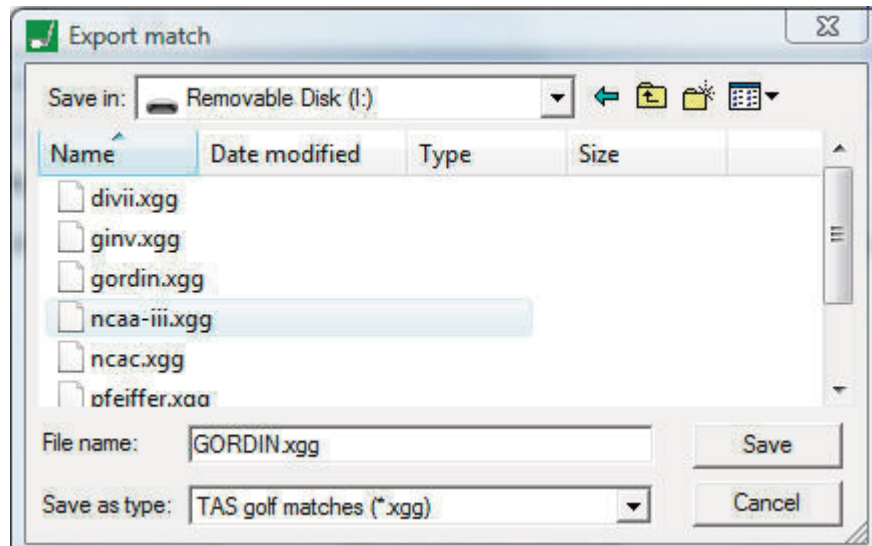 Export match
Save in: Removable Disk (I:)
Name Date modified Type Size
divii.xgg
ginv.xgg
gordin.xgg
ncaa-iii.xgg
ncac.xgg
pfeiffer.xgg
File name: GORDIN.xgg Save
Save as type: TAS golf matches (*.xgg) Cancel